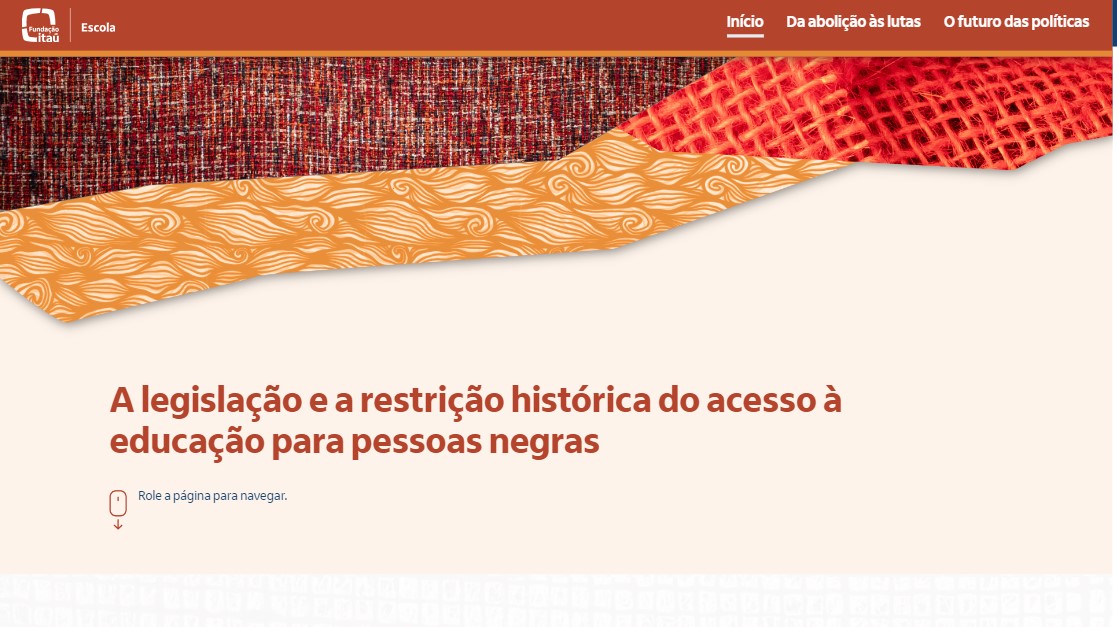 Fundação
itaú
Escola
Início
Da abolição às lutas
O futuro das políticas
A legislação e a restrição histórica do acesso à
educação para pessoas negras
Role a página para navegar.